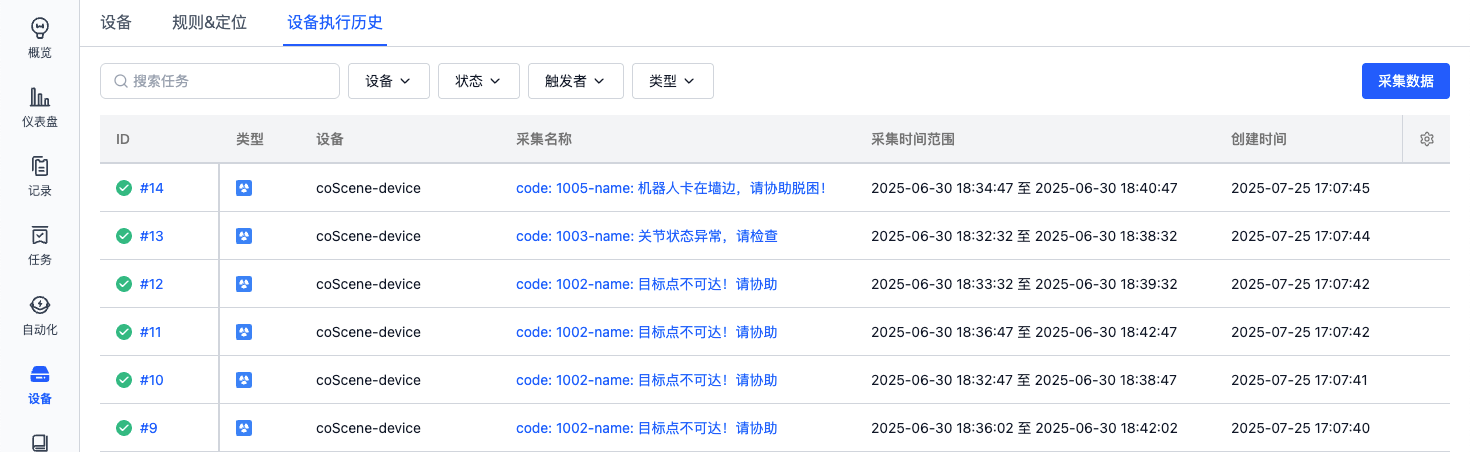 设备 规则&定位 设备执行历史
概览
仪表盘
记录
任务
自动化
设备
搜索任务 设备 状态 触发者 类型 采集数据
ID 类型 设备 采集名称 采集时间范围 创建时间
#14 coScene-device code: 1005-name: 机器人卡在墙边，请协助脱困！ 2025-06-30 18:34:47 至 2025-06-30 18:40:47 2025-07-25 17:07:45
#13 coScene-device code: 1003-name: 关节状态异常，请检查 2025-06-30 18:32:32 至 2025-06-30 18:38:32 2025-07-25 17:07:44
#12 coScene-device code: 1002-name: 目标点不可达！请协助 2025-06-30 18:33:32 至 2025-06-30 18:39:32 2025-07-25 17:07:42
#11 coScene-device code: 1002-name: 目标点不可达！请协助 2025-06-30 18:36:47 至 2025-06-30 18:42:47 2025-07-25 17:07:42
#10 coScene-device code: 1002-name: 目标点不可达！请协助 2025-06-30 18:32:47 至 2025-06-30 18:38:47 2025-07-25 17:07:41
#9 coScene-device code: 1002-name: 目标点不可达！请协助 2025-06-30 18:36:02 至 2025-06-30 18:42:02 2025-07-25 17:07:40